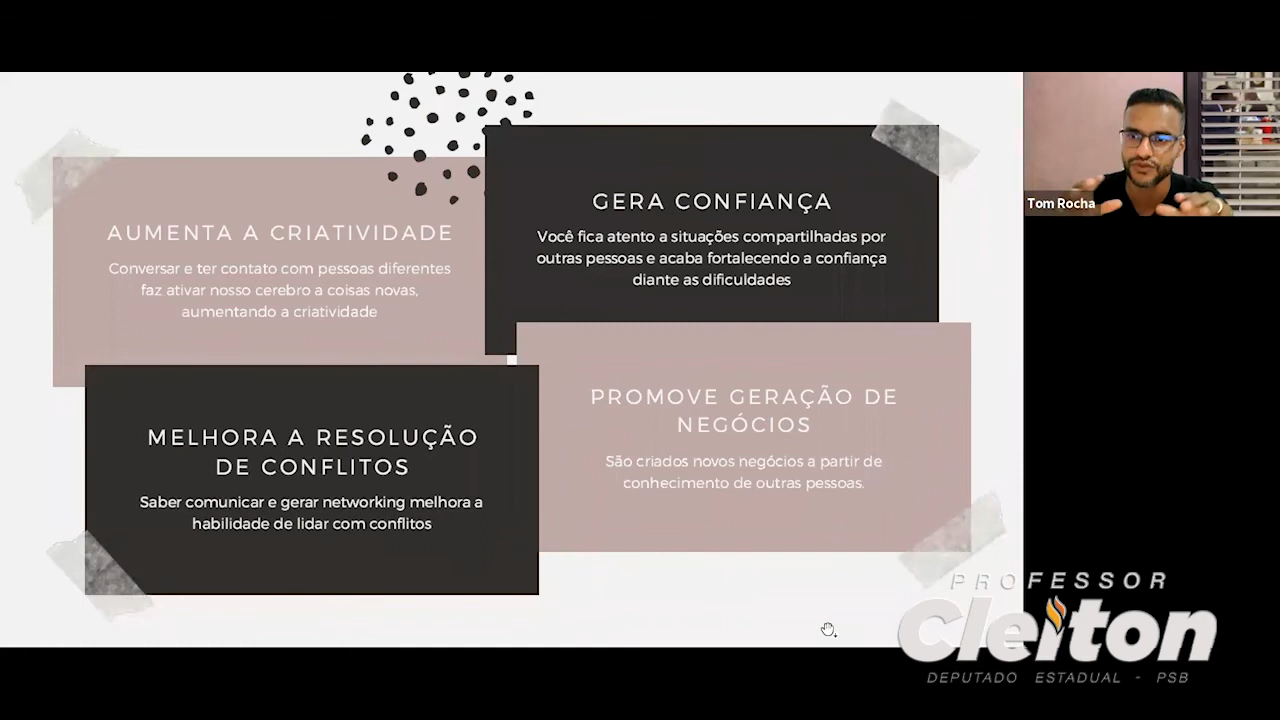 AUMENTA A CRIATIVIDADE
Conversar e ter contato com pessoas diferentes
faz ativar nosso cerebro a coisas novas,
aumentando a criatividade
GERA CONFIANÇA
Você fica atento a situações compartilhadas por
outras pessoas e acaba fortalecendo a confiança
diante as dificuldades
MELHORA A RESOLUÇÃO
DE CONFLITOS
Saber comunicar e gerar networking melhora a
habilidade de lidar com conflitos
PROMOVE GERAÇÃO DE
NEGÓCIOS
São criados novos negócios a partir de
conhecimento de outras pessoas.
Tom Rocha
PROFESSOR
Cleiton
DEPUTADO ESTADUAL - PSB